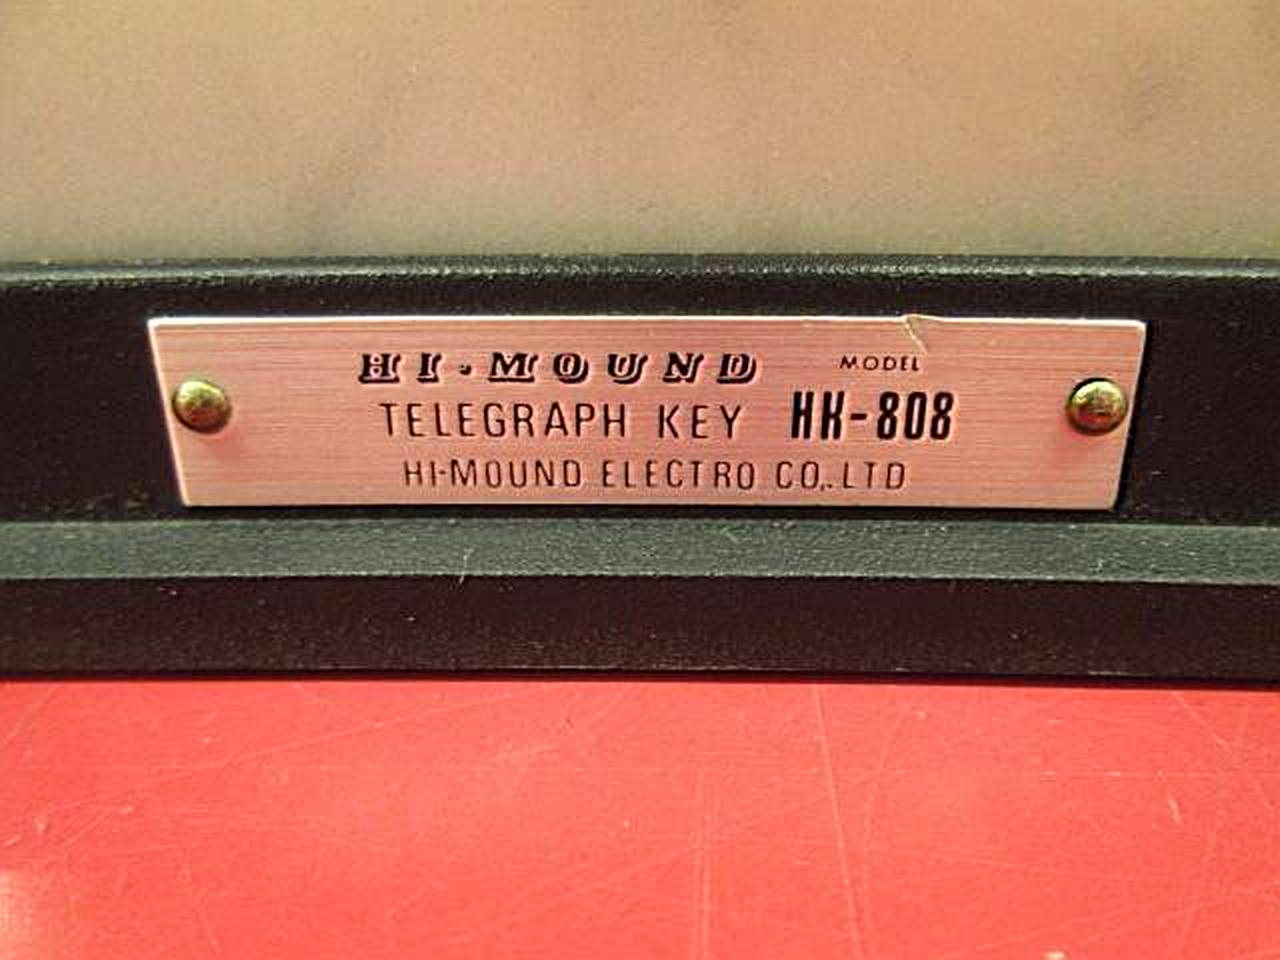 HI-MOUND MODEL
TELEGRAPH KEY HK-808
HI-MOUND ELECTRO CO,.LTD